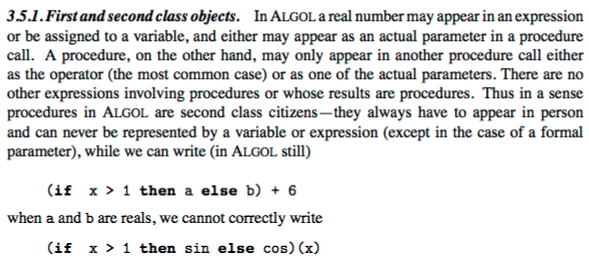 3.5.1. First and second class objects. In ALGOL a real number may appear in an expression
or be assigned to a variable, and either may appear as an actual parameter in a procedure
call. A procedure, on the other hand, may only appear in another procedure call either
as the operator (the most common case) or as one of the actual parameters. There are no
other expressions involving procedures or whose results are procedures. Thus in a sense
procedures in ALGOL are second class citizens—they always have to appear in person
and can never be represented by a variable or expression (except in the case of a formal
parameter), while we can write (in ALGOL still)
(if x > 1 then a else b) + 6
when a and b are reals, we cannot correctly write
(if x > 1 then sin else cos)(x)